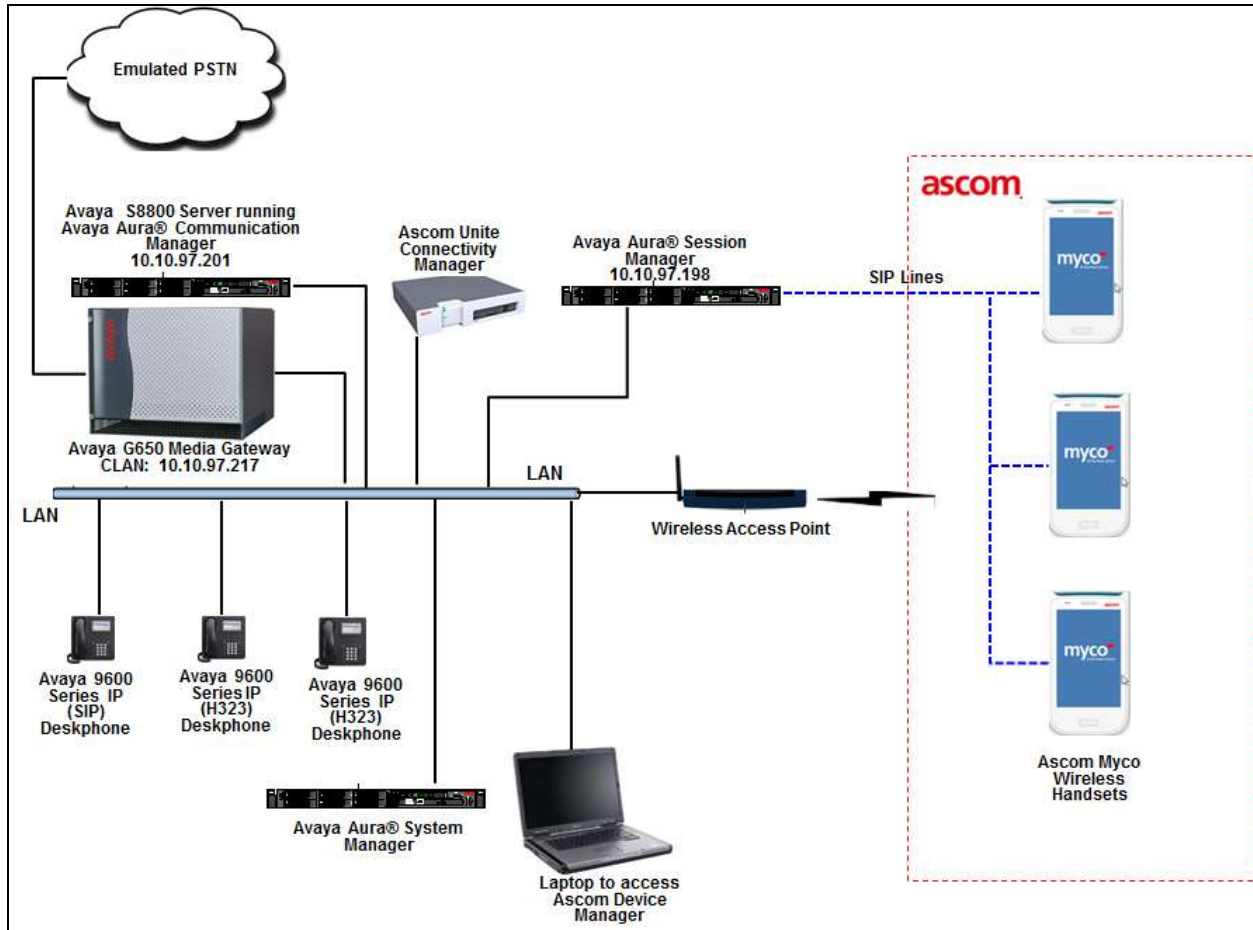 Emulated PSTN
Avaya S8800 Server running
Avaya Aura® Communication
Manager
10.10.97.201
Ascom Unite
Connectivity
Manager
Avaya Aura® Session
Manager
10.10.97.198
SIP Lines
ascom
myco
myco
myco
Avaya G650 Media Gateway
CLAN: 10.10.97.217
LAN
LAN
Wireless Access Point
Avaya 9600
Series IP
(SIP)
Deskphone
Avaya 9600
Series IP
(H323)
Deskphone
Avaya 9600
Series IP
(H323)
Deskphone
Ascom Myco
Wireless
Handsets
Avaya Aura® System
Manager
Laptop to access
Ascom Device
Manager